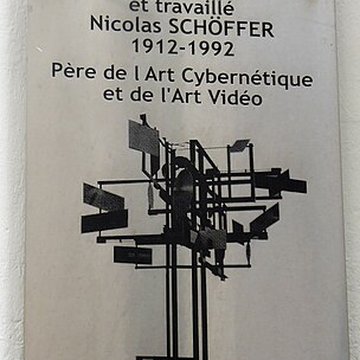 et travaillé
Nicolas SCHÖFFER
1912-1992
Père de l Art Cybernétique
et de l'Art Vidéo